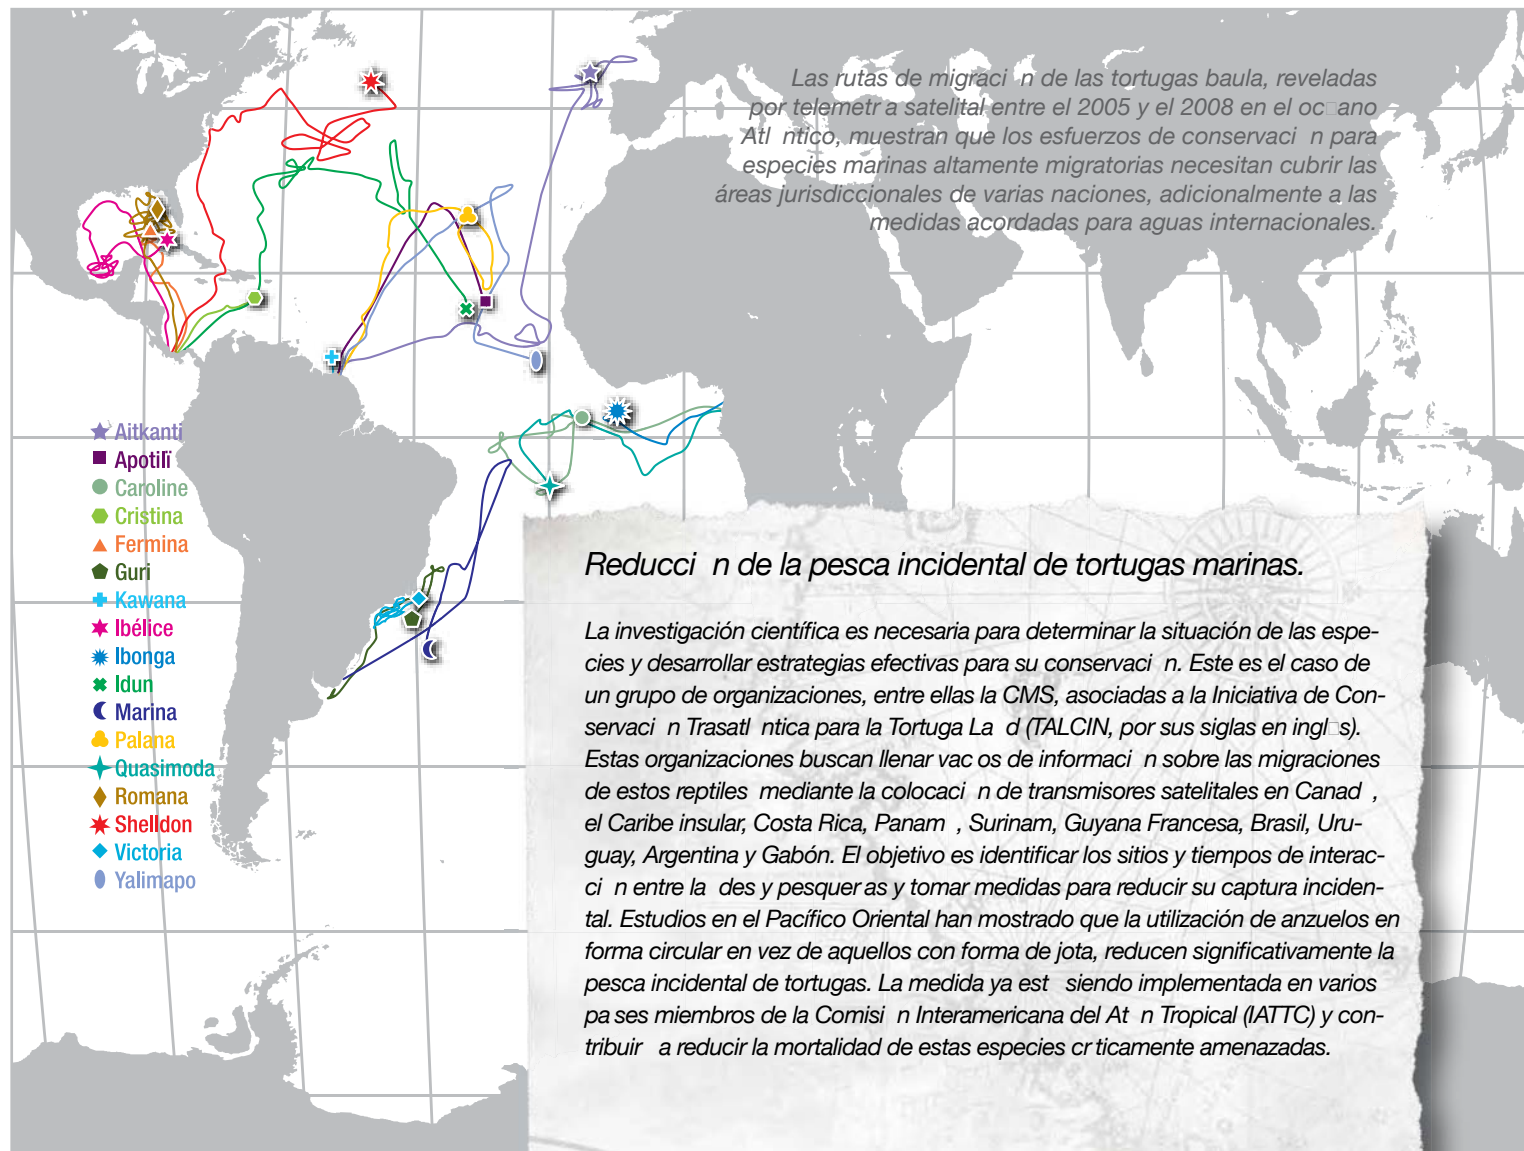 Las rutas de migraci n de las tortugas baula, reveladas
por telemetr a satelital entre el 2005 y el 2008 en el oc□ano
Atl ntico, muestran que los esfuerzos de conservaci n para
especies marinas altamente migratorias necesitan cubrir las
áreas jurisdiccionales de varias naciones, adicionalmente a las
medidas acordadas para aguas internacionales.
Aitkanti
Apotilï
Caroline
Cristina
Fermina
Guri
Kawana
Ibélice
Ibonga
Idun
Marina
Palana
Quasimoda
Romana
Shelldon
Victoria
Yalimapo
Reducci n de la pesca incidental de tortugas marinas.
La investigación científica es necesaria para determinar la situación de las espe-
cies y desarrollar estrategias efectivas para su conservaci n. Este es el caso de
un grupo de organizaciones, entre ellas la CMS, asociadas a la Iniciativa de Con-
servaci n Trasatl ntica para la Tortuga La d (TALCIN, por sus siglas en ingl□s).
Estas organizaciones buscan llenar vac os de informaci n sobre las migraciones
de estos reptiles mediante la colocaci n de transmisores satelitales en Canad ,
el Caribe insular, Costa Rica, Panam , Surinam, Guyana Francesa, Brasil, Uru-
guay, Argentina y Gabón. El objetivo es identificar los sitios y tiempos de interac-
ci n entre la des y pesquer as y tomar medidas para reducir su captura inciden-
tal. Estudios en el Pacífico Oriental han mostrado que la utilización de anzuelos en
forma circular en vez de aquellos con forma de jota, reducen significativamente la
pesca incidental de tortugas. La medida ya est siendo implementada en varios
pa ses miembros de la Comisi n Interamericana del At n Tropical (IATTC) y con-
tribuir a reducir la mortalidad de estas especies cr ticamente amenazadas.